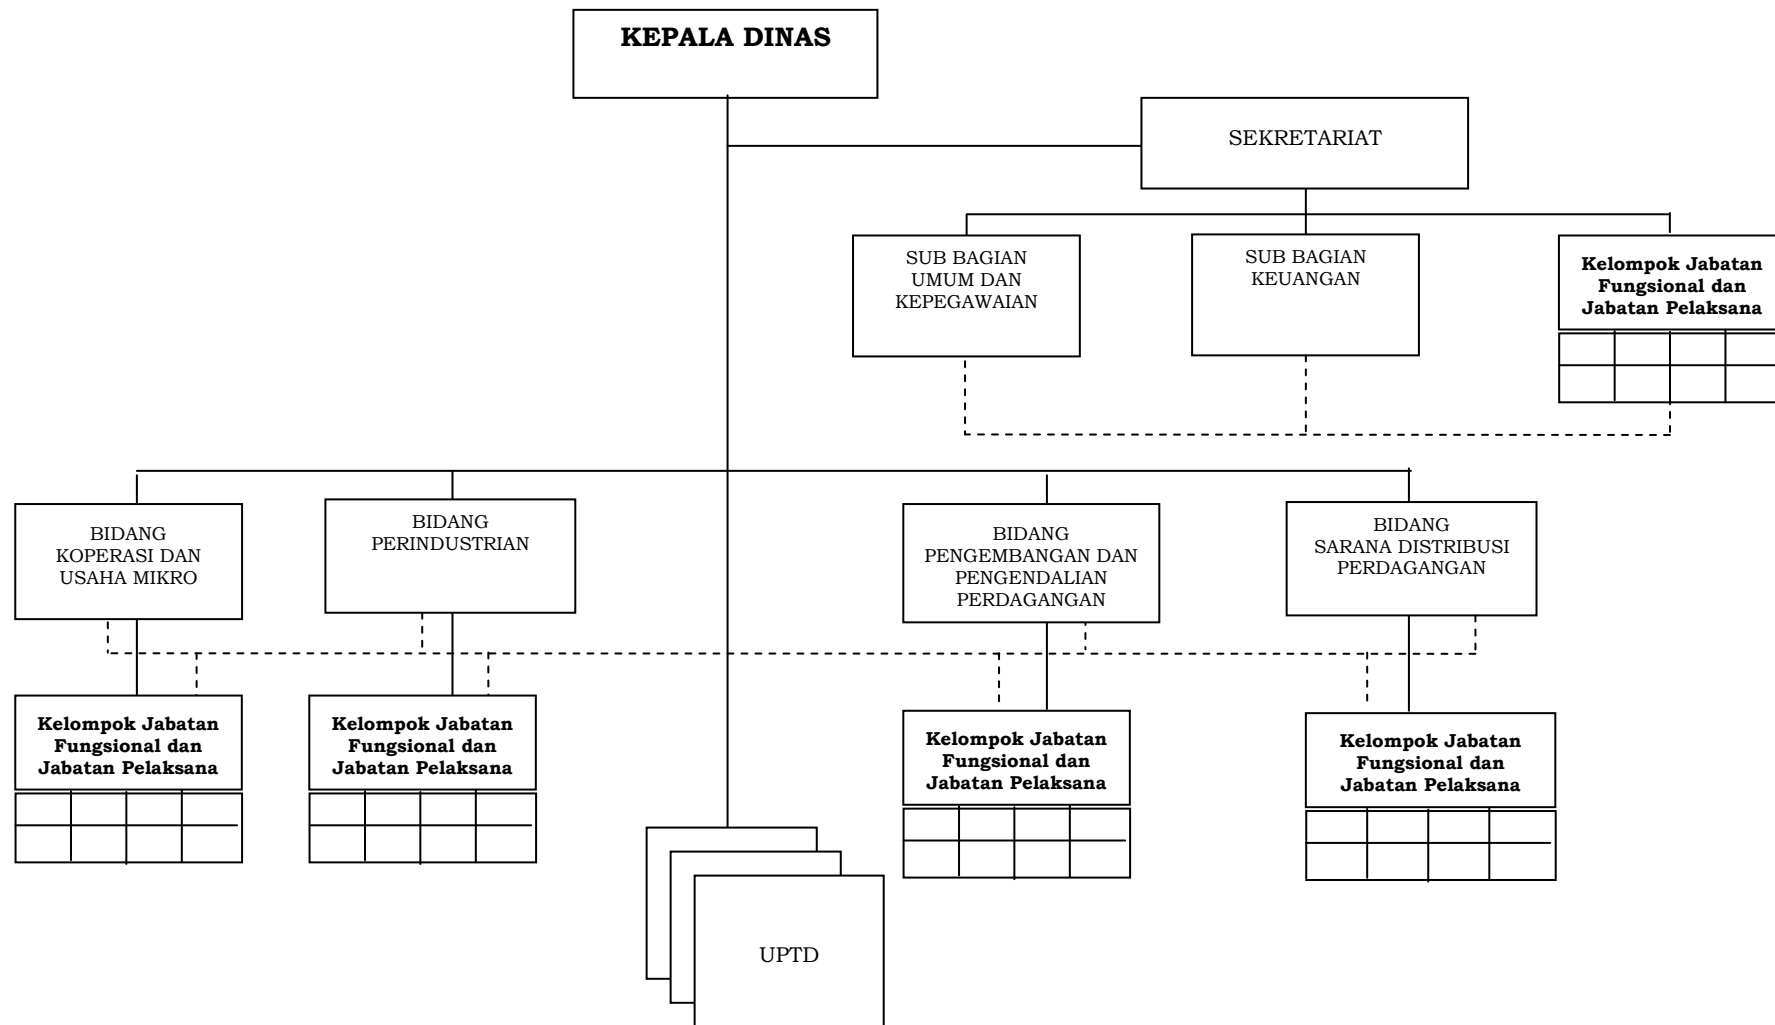 KEPALA DINAS
SEKRETARIAT
SUB BAGIAN
UMUM DAN
KEPEGAWAIAN
SUB BAGIAN
KEUANGAN
Kelompok Jabatan
Fungsional dan
Jabatan Pelaksana
BIDANG
KOPERASI DAN
USAHA MIKRO
BIDANG
PERINDUSTRIAN
BIDANG
PENGEMBANGAN DAN
PENGENDALIAN
PERDAGANGAN
BIDANG
SARANA DISTRIBUSI
PERDAGANGAN
Kelompok Jabatan
Fungsional dan
Jabatan Pelaksana
Kelompok Jabatan
Fungsional dan
Jabatan Pelaksana
Kelompok Jabatan
Fungsional dan
Jabatan Pelaksana
Kelompok Jabatan
Fungsional dan
Jabatan Pelaksana
UPTD